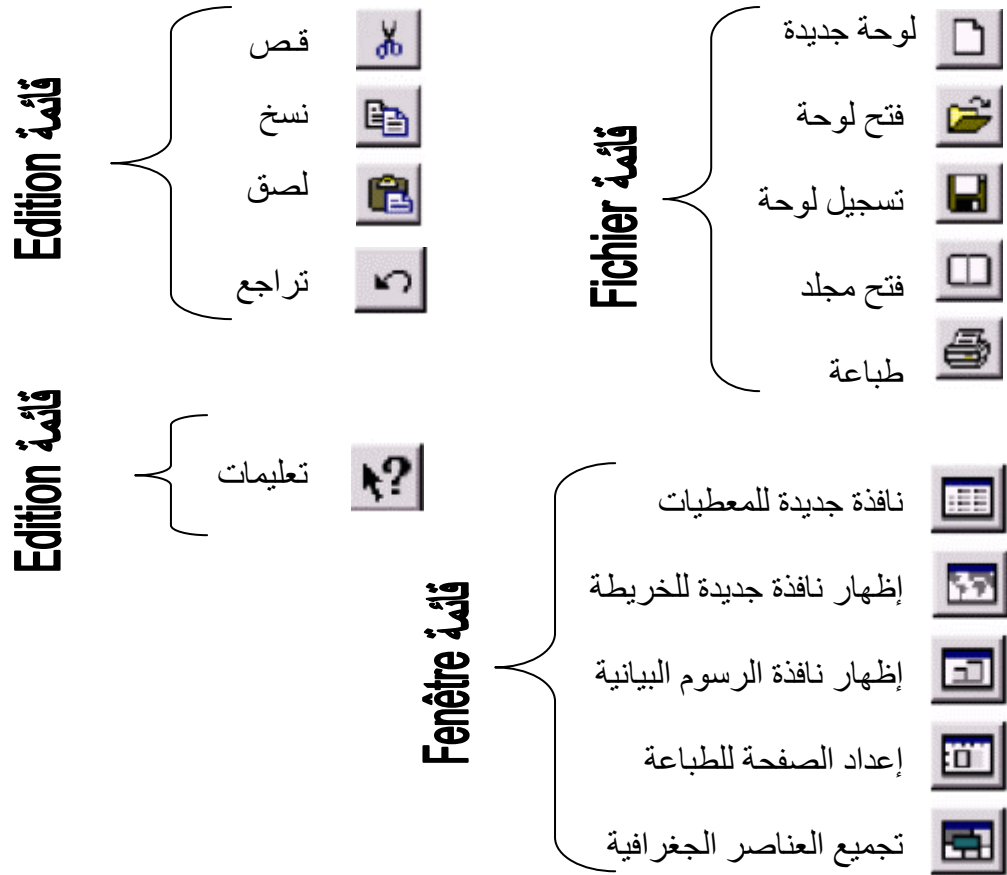 قائمة Fichier
لوحة جديدة
فتح لوحة
تسجيل لوحة
فتح مجلد
طباعة
قائمة Edition
قص
نسخ
لصق
تراجع
قائمة Edition
تعليمات
قائمة Fenêtre
نافذة جديدة للمعطيات
إظهار نافذة جديدة للخريطة
إظهار نافذة الرسوم البيانية
إعداد الصفحة للطباعة
تجميع العناصر الجغرافية